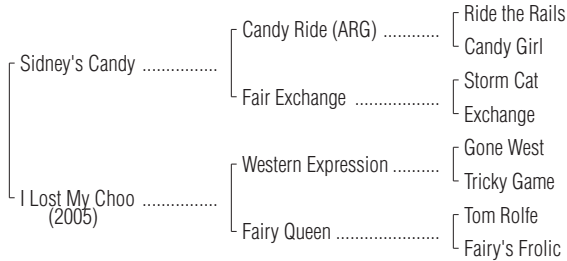 Ride the Rails
Candy Ride (ARG) ............
Candy Girl
Sidney's Candy ................
Storm Cat
Fair Exchange ..................
Exchange
Gone West
Western Expression ..........
Tricky Game
I Lost My Choo ................
(2005)
Tom Rolfe
Fairy Queen ......................
Fairy's Frolic